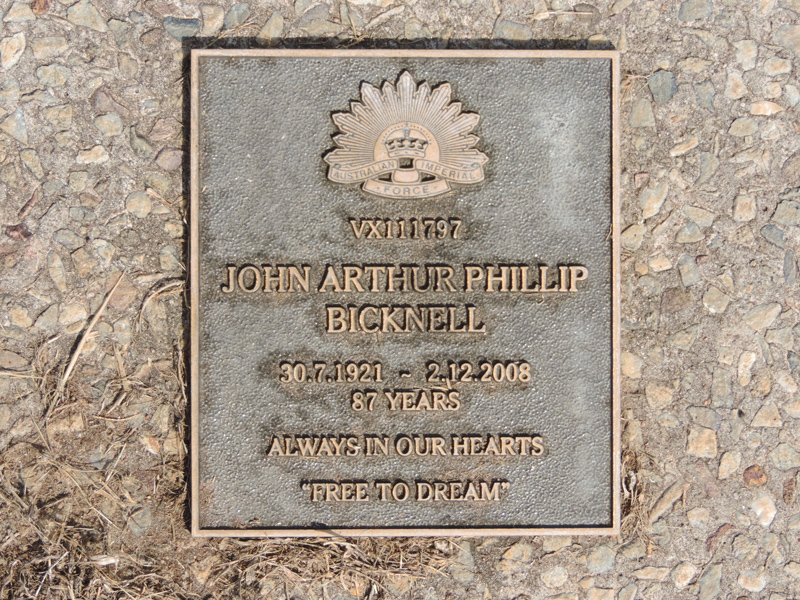 AUSTRALIAN IMPERIAL
FORCE
VX111797
JOHN ARTHUR PHILLIP
BICKNELL
30.7.1921 - 2.12.2008
87 YEARS
ALWAYS IN OUR HEARTS
"FREE TO DREAM"